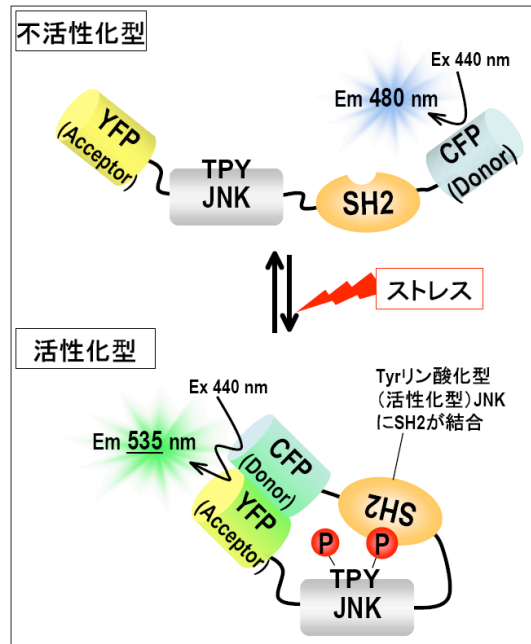 不活性化型
Ex 440 nm
Em 480 nm
YFP
(Acceptor)
CFP
(Donor)
TPY
JNK
SH2
ストレス
活性化型
Tyrリン酸化型
（活性化型）JNK
にSH2が結合
Ex 440 nm
Em 535 nm
CFP
(Donor)
YFP
(Acceptor)
SH2
P
P
TPY
JNK